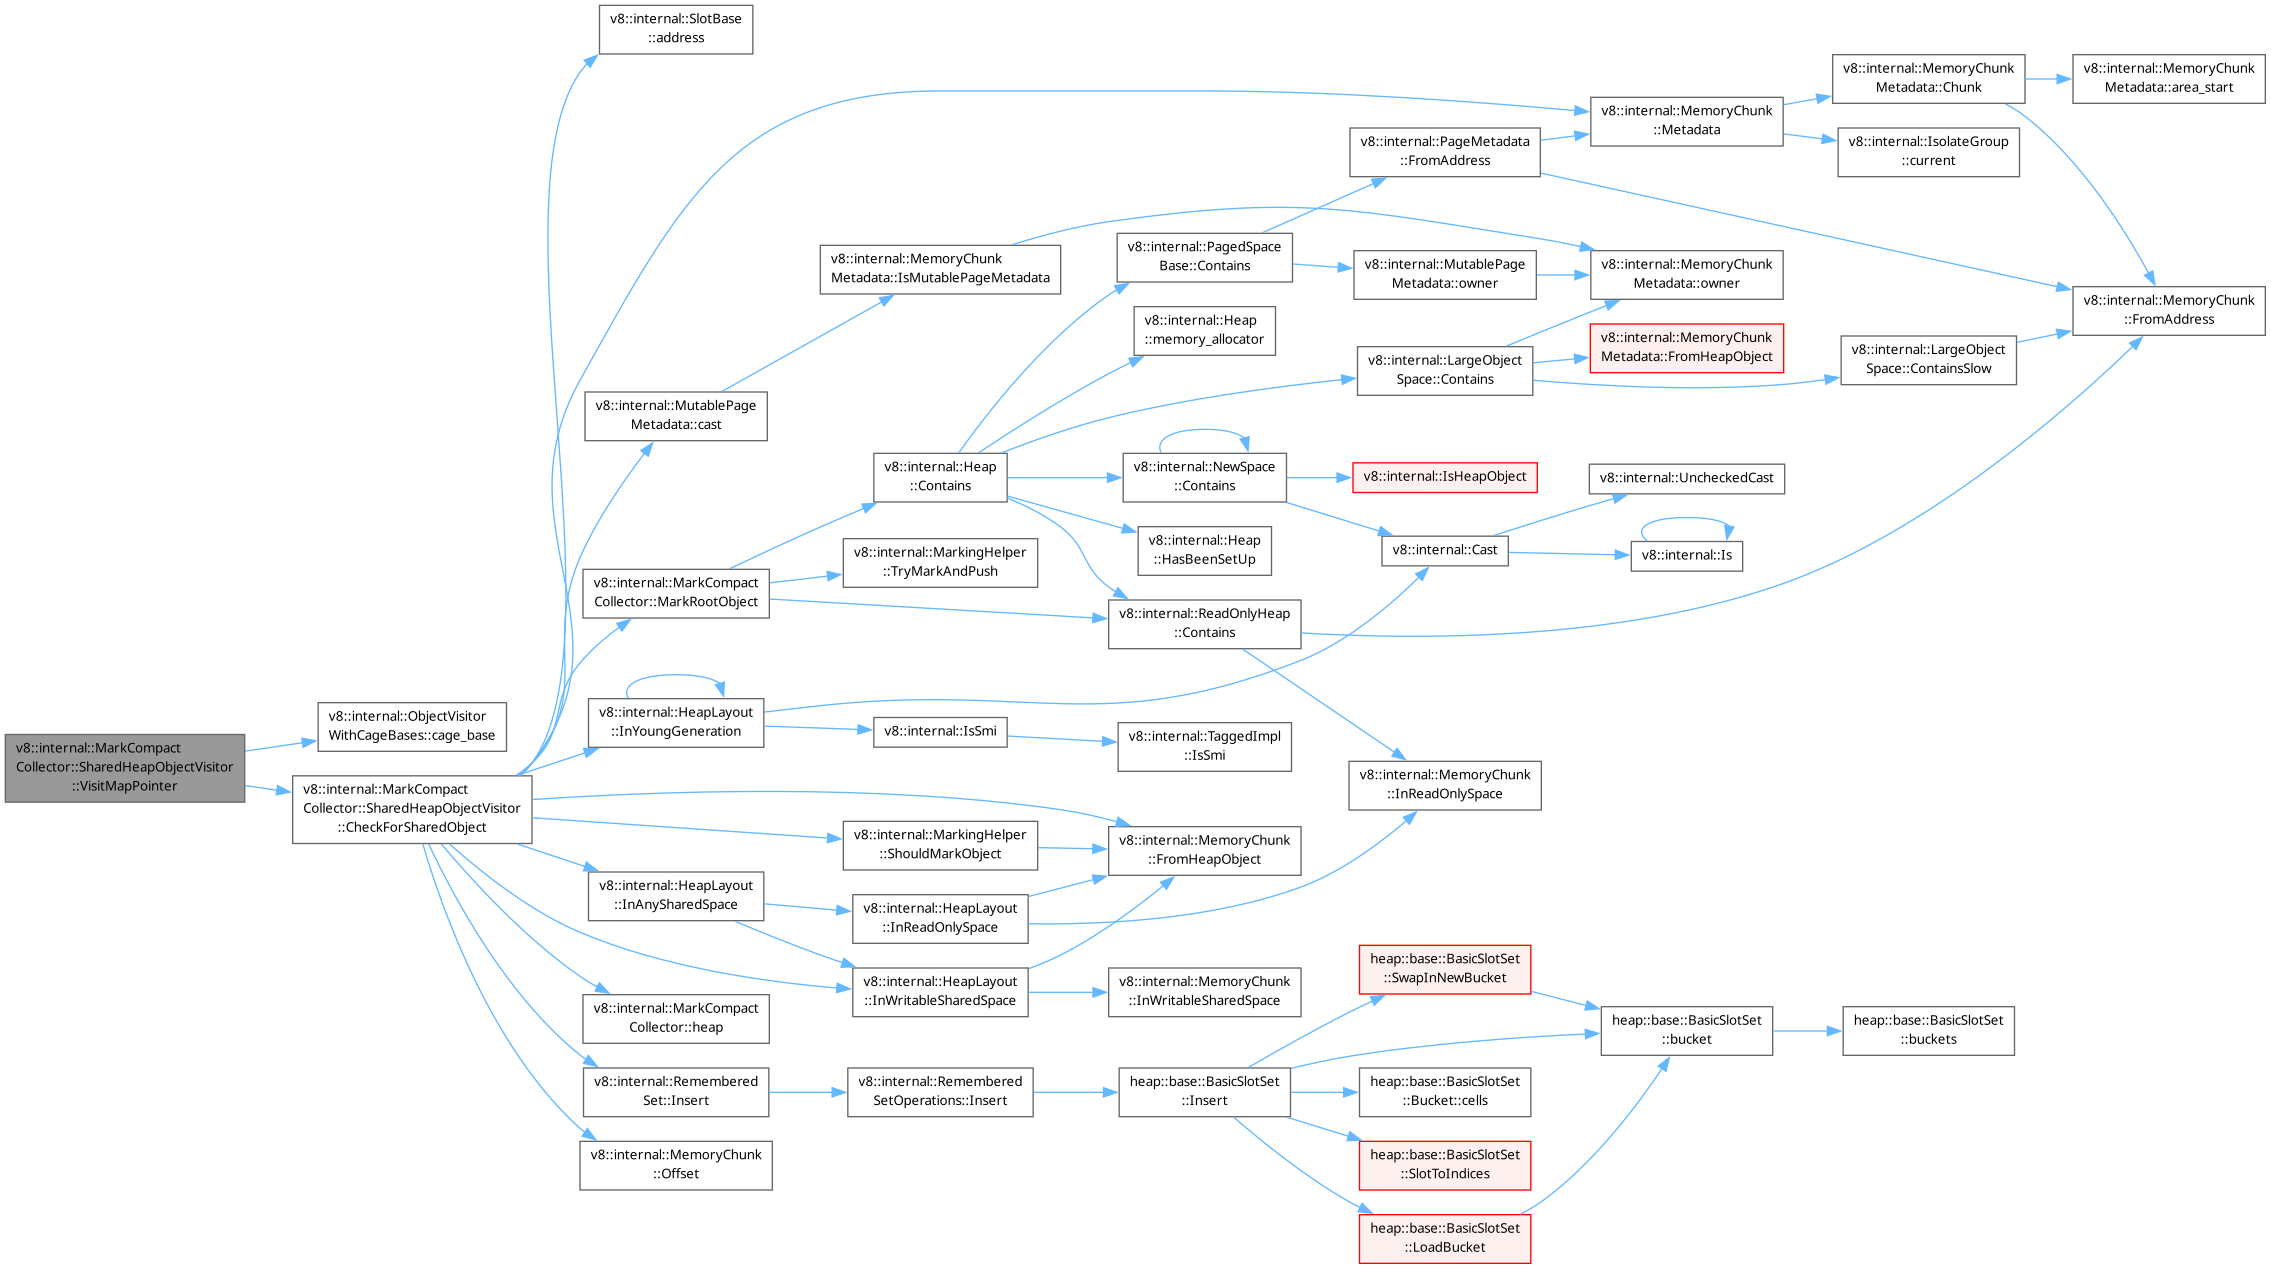 v8::internal::MarkCompact
Collector::SharedHeapObjectVisitor
::VisitMapPointer
v8::internal::ObjectVisitor
WithCageBases::cage_base
v8::internal::MarkCompact
Collector::SharedHeapObjectVisitor
::CheckForSharedObject
v8::internal::SlotBase
::address
v8::internal::MutablePage
Metadata::cast
v8::internal::MarkCompact
Collector::MarkRootObject
v8::internal::HeapLayout
::InYoungGeneration
v8::internal::HeapLayout
::InAnySharedSpace
v8::internal::MarkCompact
Collector::heap
v8::internal::Remembered
Set::Insert
v8::internal::MemoryChunk
::Offset
v8::internal::MemoryChunk
Metadata::IsMutablePageMetadata
v8::internal::Heap
::Contains
v8::internal::MarkingHelper
::TryMarkAndPush
v8::internal::IsSmi
v8::internal::MarkingHelper
::ShouldMarkObject
v8::internal::HeapLayout
::InReadOnlySpace
v8::internal::HeapLayout
::InWritableSharedSpace
v8::internal::Remembered
SetOperations::Insert
v8::internal::PagedSpace
Base::Contains
v8::internal::Heap
::memory_allocator
v8::internal::NewSpace
::Contains
v8::internal::Heap
::HasBeenSetUp
v8::internal::ReadOnlyHeap
::Contains
v8::internal::TaggedImpl
::IsSmi
v8::internal::MemoryChunk
::FromHeapObject
v8::internal::MemoryChunk
::InWritableSharedSpace
heap::base::BasicSlotSet
::Insert
v8::internal::PageMetadata
::FromAddress
v8::internal::MutablePage
Metadata::owner
v8::internal::LargeObject
Space::Contains
v8::internal::IsHeapObject
v8::internal::Cast
v8::internal::MemoryChunk
::InReadOnlySpace
heap::base::BasicSlotSet
::SwapInNewBucket
heap::base::BasicSlotSet
::Bucket::cells
heap::base::BasicSlotSet
::SlotToIndices
heap::base::BasicSlotSet
::LoadBucket
v8::internal::MemoryChunk
::Metadata
v8::internal::MemoryChunk
Metadata::owner
v8::internal::MemoryChunk
Metadata::FromHeapObject
v8::internal::UncheckedCast
v8::internal::Is
heap::base::BasicSlotSet
::bucket
v8::internal::MemoryChunk
Metadata::Chunk
v8::internal::IsolateGroup
::current
v8::internal::LargeObject
Space::ContainsSlow
heap::base::BasicSlotSet
::buckets
v8::internal::MemoryChunk
Metadata::area_start
v8::internal::MemoryChunk
::FromAddress